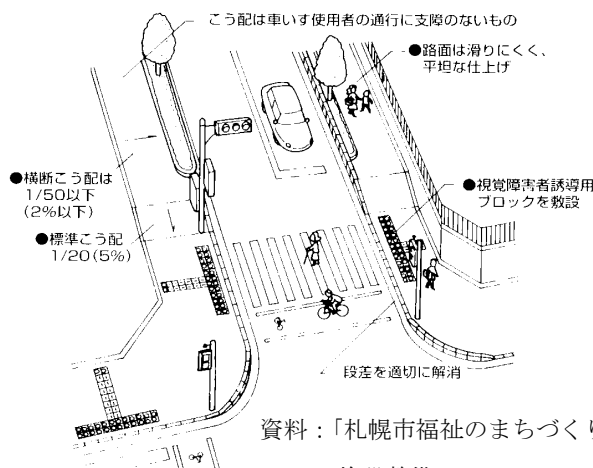 こう配は車いす使用者の通行に支障のないもの
●路面は滑りにくく、
平坦な仕上げ
●横断こう配は
1/50以下
(2%以下)
●標準こう配
1/20(5%)
●視覚障害者誘導用
ブロックを敷設
段差を適切に解消
資料：「札幌市福祉のまちづくり